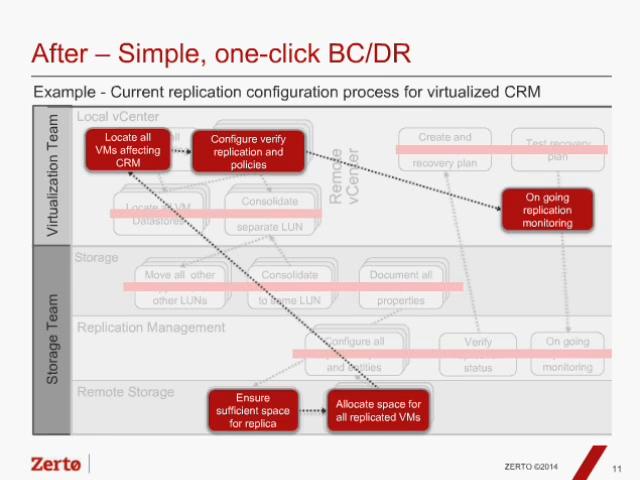 After – Simple, one-click BC/DR
Example - Current replication configuration process for virtualized CRM
Virtualization Team
Local vCenter
Locate all
VMs affecting
CRM
Configure verify
replication and
policies
Remote
vCenter
Create and
recovery plan
Test recovery
plan
On going
replication
monitoring
Locate all VM
Datastores
Consolidate
separate LUN
Storage Team
Storage
Move all other
other LUNs
Consolidate
to same LUN
Document all
properties
Replication Management
Configure all
and entities
Verify
status
On going
monitoring
Remote Storage
Ensure
sufficient space
for replica
Allocate space for
all replicated VMs
Zerto
ZERTO ©2014
11